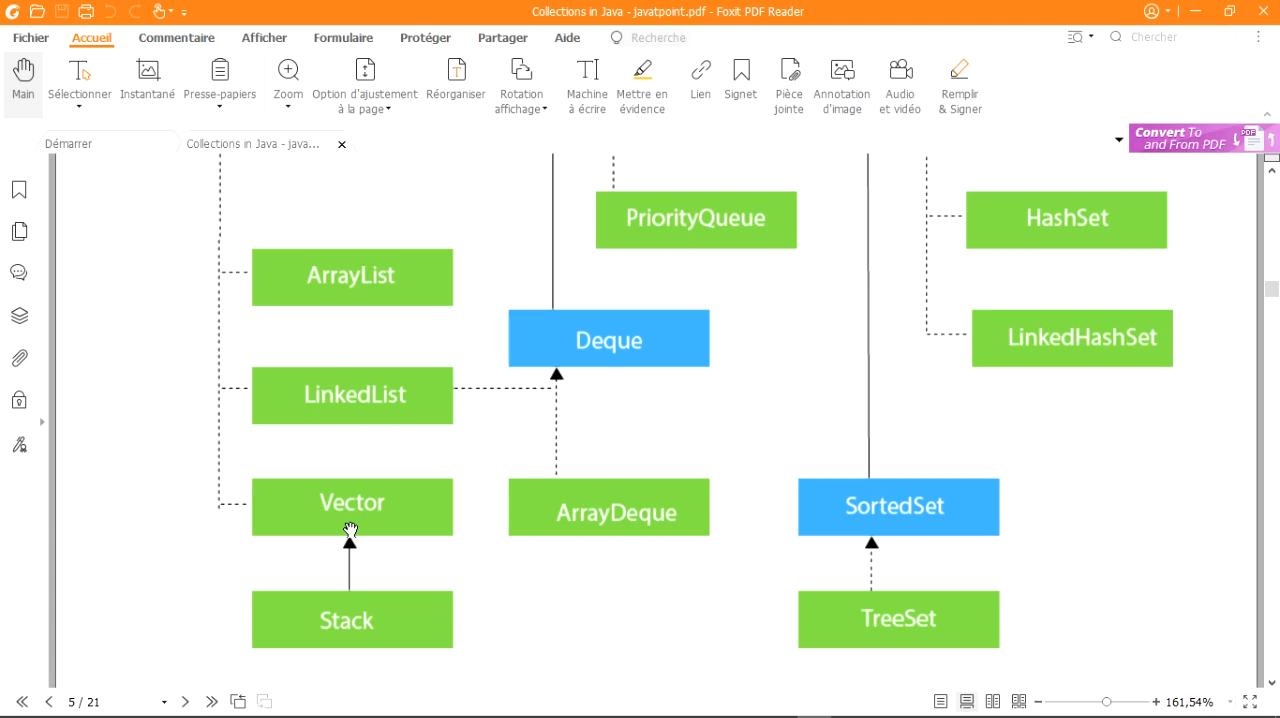 Collections in Java - javatpoint.pdf - Foxit PDF Reader
Fichier Accueil Commentaire Afficher Formulaire Protéger Partager Aide Recherche Chercher
Main Sélectionner Instantané Presse-papiers Zoom Option d'ajustement à la page Réorganiser Rotation affichage Machine à écrire Mettre en évidence Lien Signet Pièce jointe Annotation d'image Audio et vidéo Remplir & Signer
Démarrer Collections in Java - java... Convert To and From PDF PDF
PriorityQueue HashSet
ArrayList
Deque LinkedHashSet
LinkedList
Vector ArrayDeque SortedSet
Stack TreeSet
5 / 21 161,54%